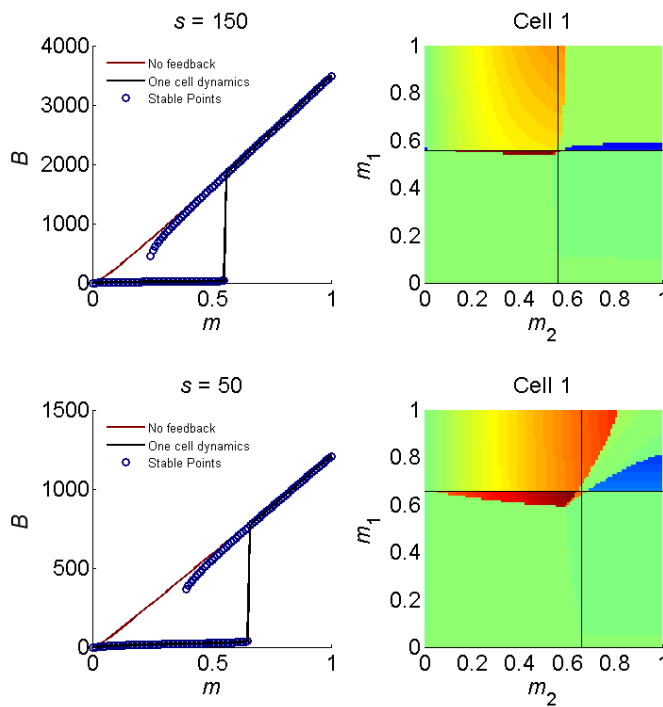 s = 150
4000
3000
2000
1000
0
B
No feedback
One cell dynamics
Stable Points
0 0.5 1
m
Cell 1
1
0.8
0.6
0.4
0.2
0
m1
0 0.2 0.4 0.6 0.8 1
m2
s = 50
1500
1000
500
0
B
No feedback
One cell dynamics
Stable Points
0 0.5 1
m
Cell 1
1
0.8
0.6
0.4
0.2
0
m1
0 0.2 0.4 0.6 0.8 1
m2